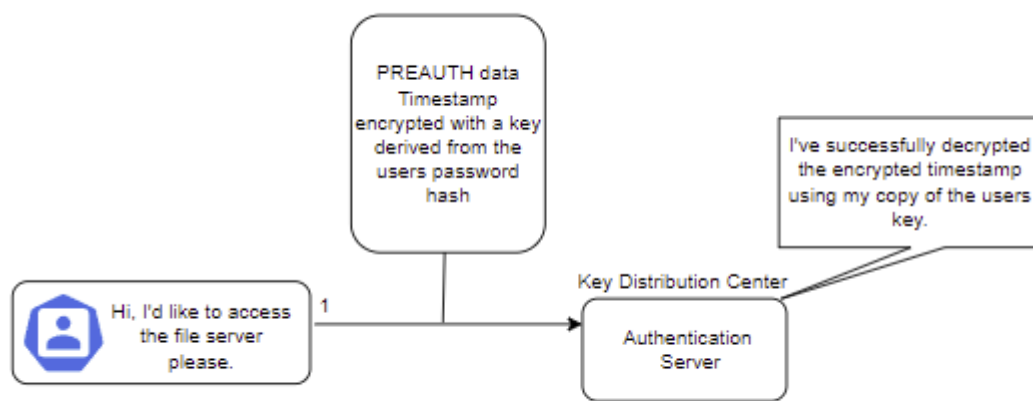 PREAUTH data
Timestamp
encrypted with a key
derived from the
users password
hash
I've successfully decrypted
the encrypted timestamp
using my copy of the users
key.
Key Distribution Center
1
Hi, I'd like to access
the file server
please.
Authentication
Server